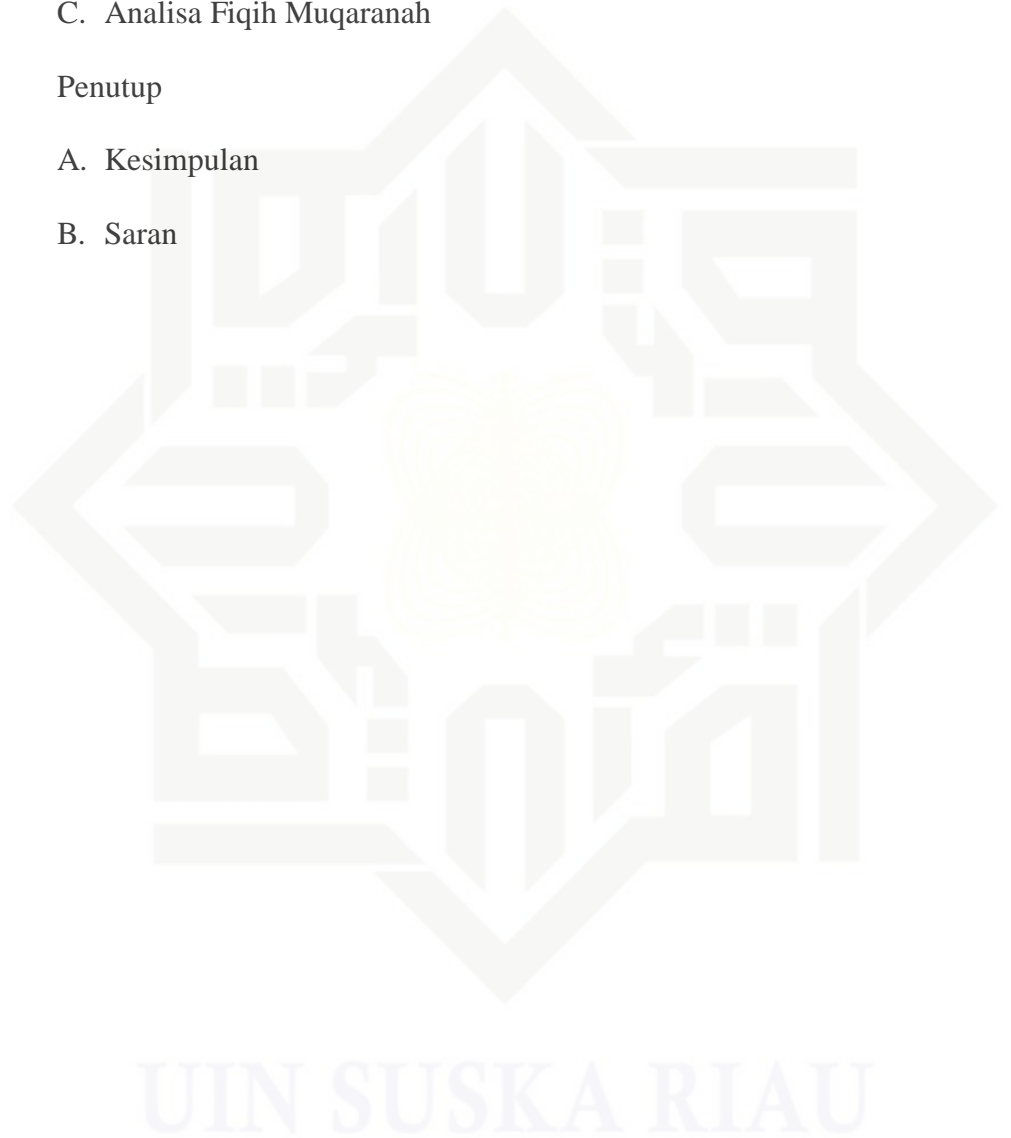 C. Analisa Fiqih Muqaranah
Penutup
A. Kesimpulan
B. Saran
UIN SUSKA RIAU